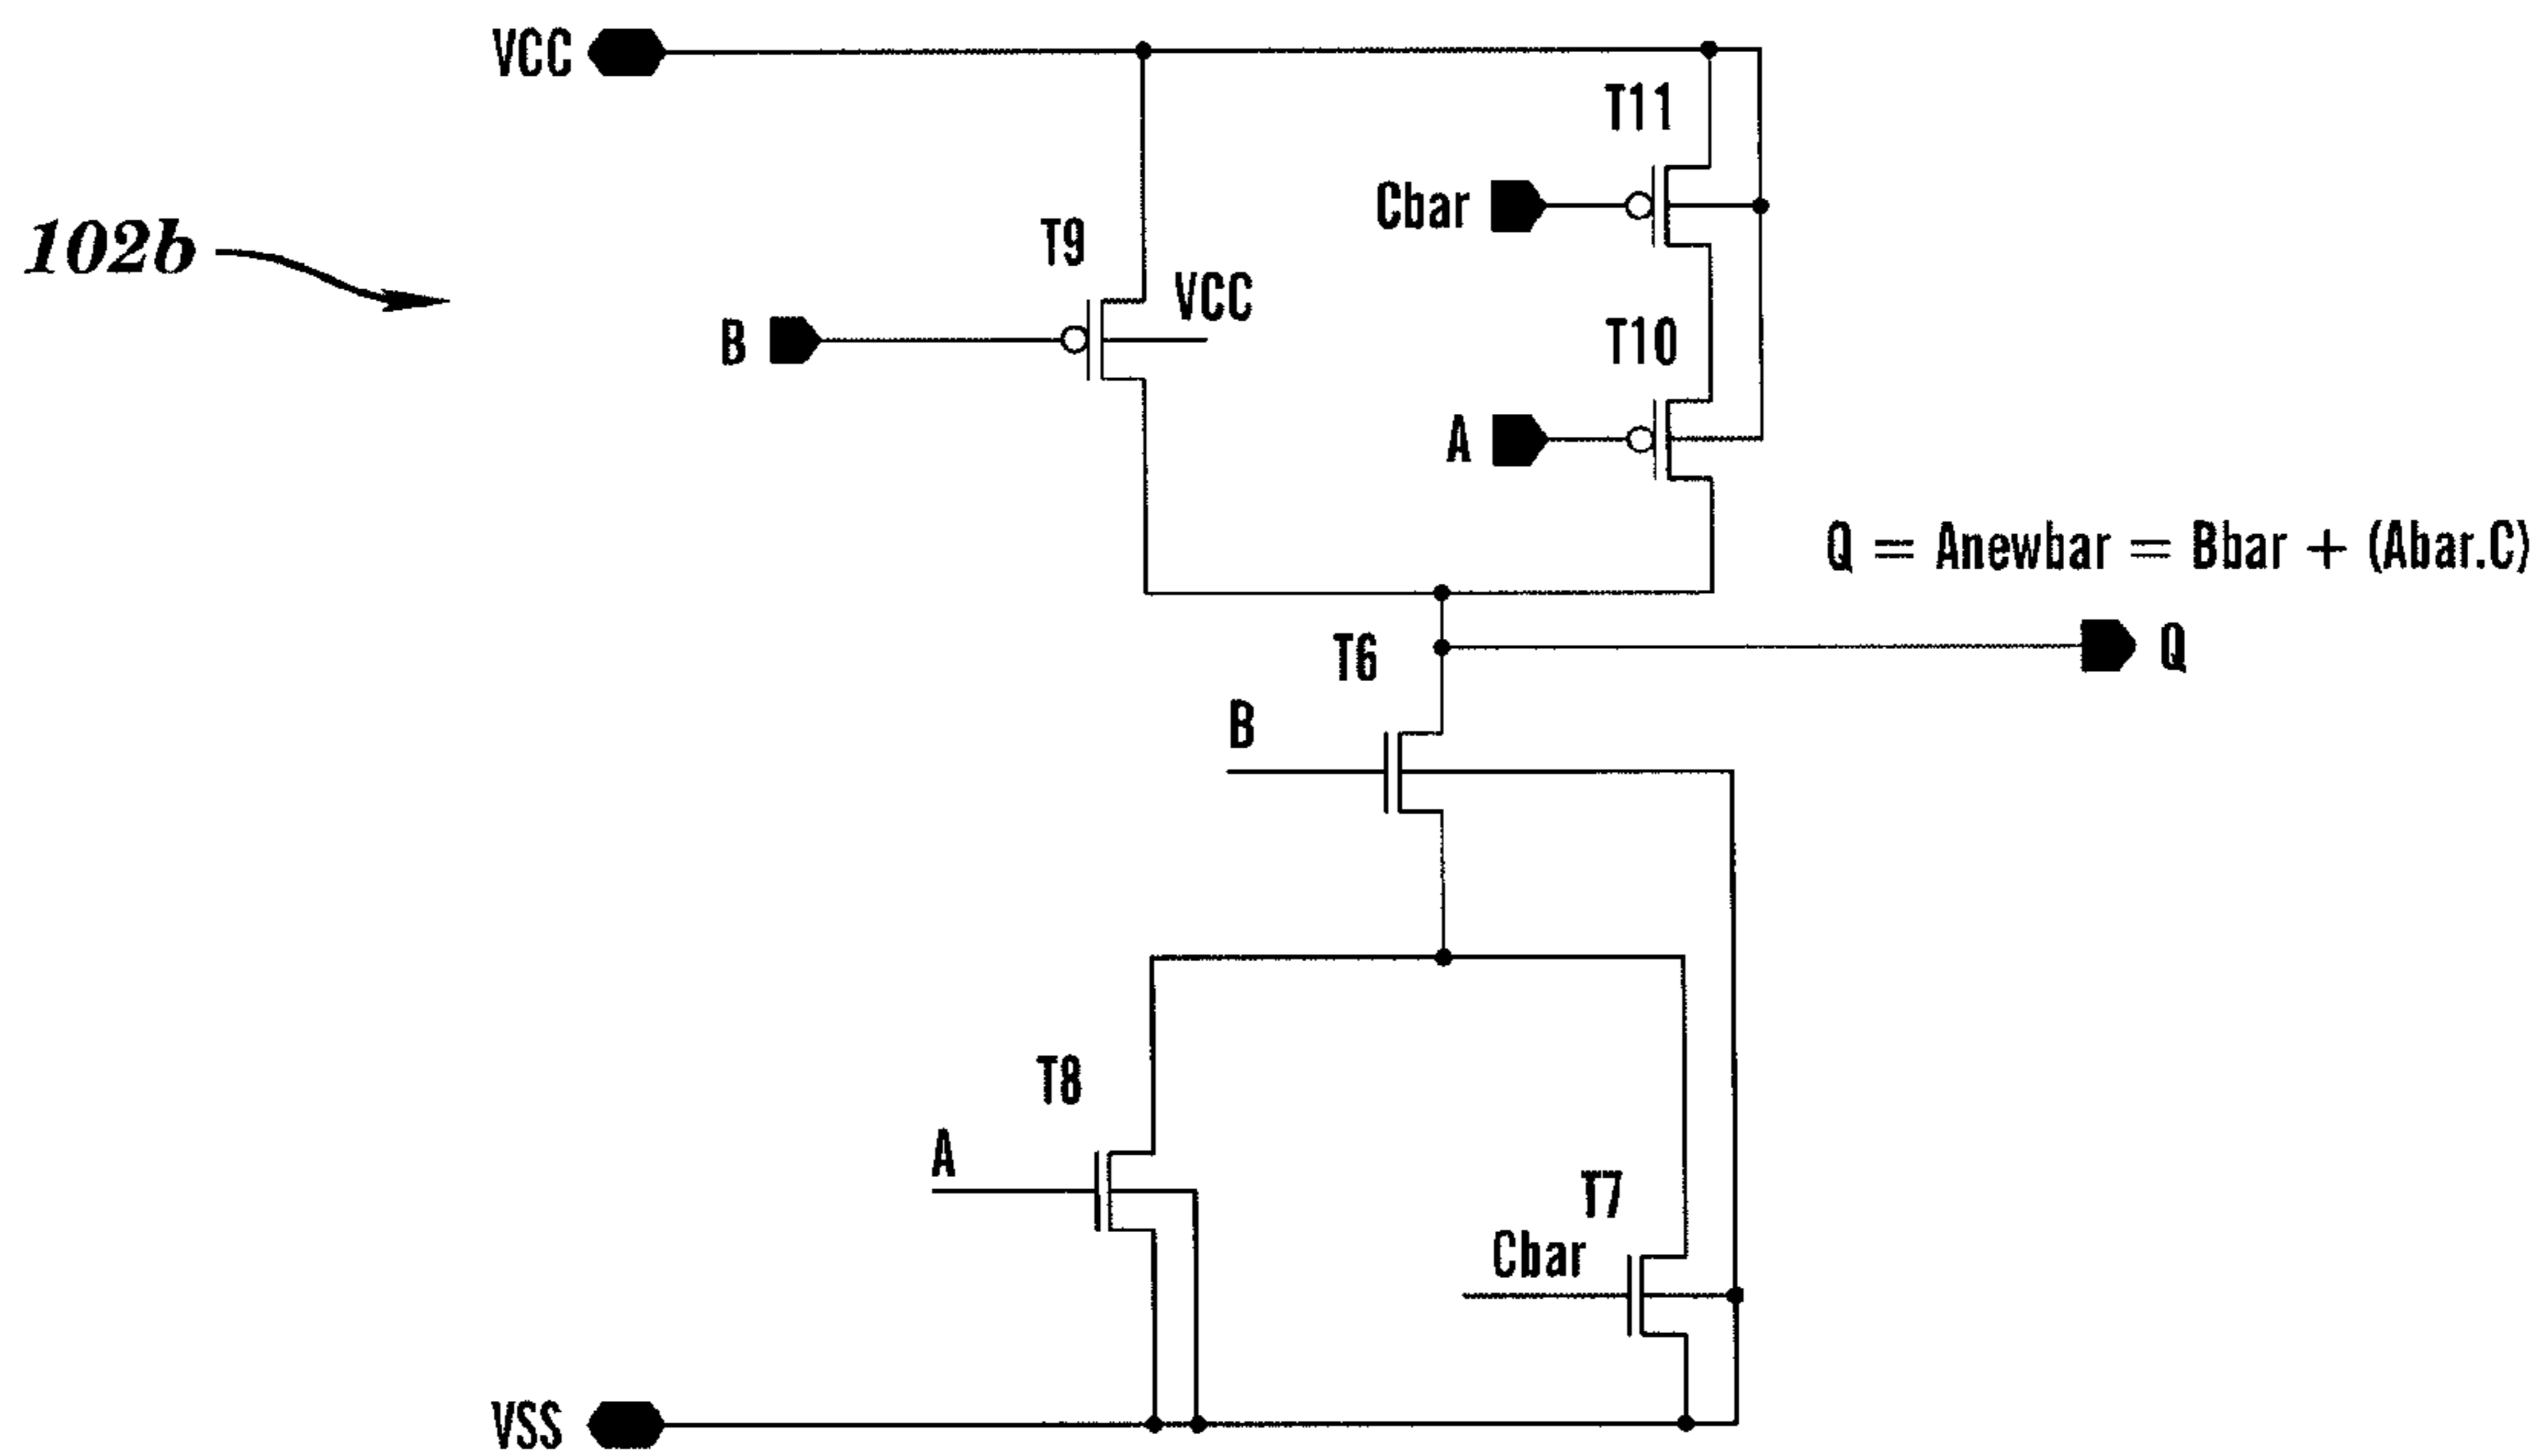 VCC
T11
Cbar
102b
T9
VCC
B
T10
A
Q = Anewbar = Bbar + (Abar.C)
T6
Q
B
T8
A
T7
Cbar
VSS